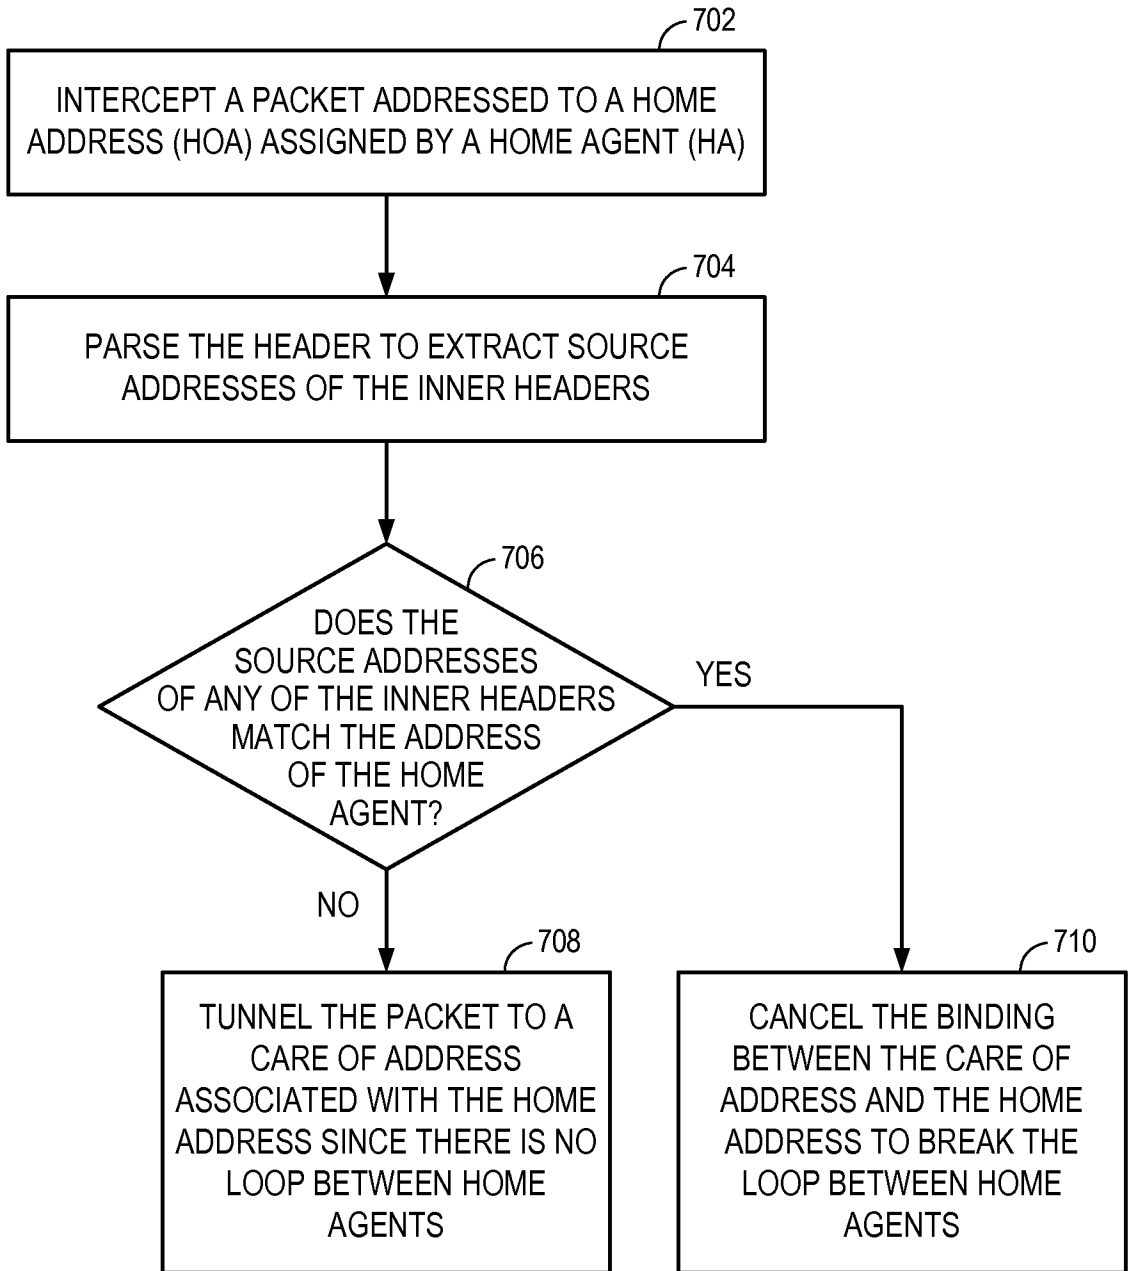 702
INTERCEPT A PACKET ADDRESSED TO A HOME
ADDRESS (HOA) ASSIGNED BY A HOME AGENT (HA)
704
PARSE THE HEADER TO EXTRACT SOURCE
ADDRESSES OF THE INNER HEADERS
706
DOES THE
SOURCE ADDRESSES
OF ANY OF THE INNER HEADERS
MATCH THE ADDRESS
OF THE HOME
AGENT?
YES
NO
708
TUNNEL THE PACKET TO A
CARE OF ADDRESS
ASSOCIATED WITH THE HOME
ADDRESS SINCE THERE IS NO
LOOP BETWEEN HOME
AGENTS
710
CANCEL THE BINDING
BETWEEN THE CARE OF
ADDRESS AND THE HOME
ADDRESS TO BREAK THE
LOOP BETWEEN HOME
AGENTS